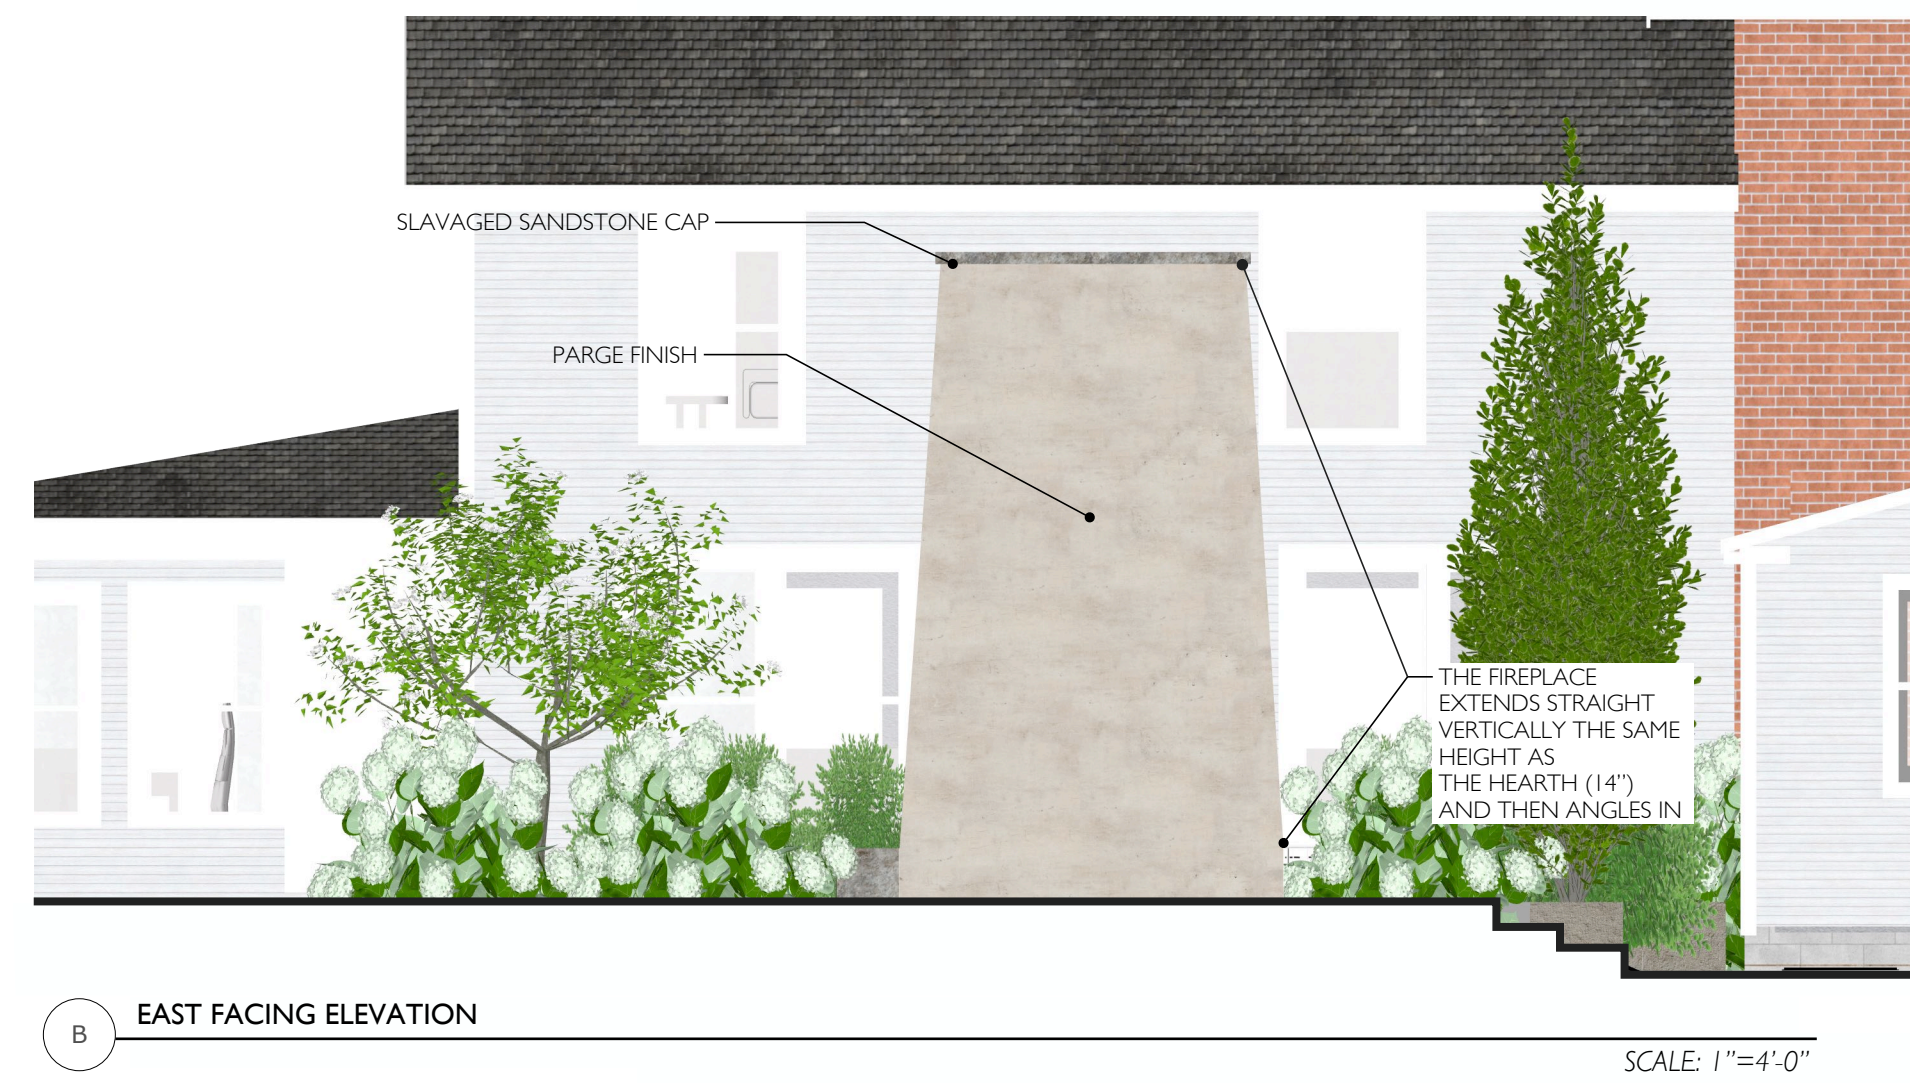 SLAVAGED SANDSTONE CAP
PARGE FINISH
THE FIREPLACE
EXTENDS STRAIGHT
VERTICALLY THE SAME
HEIGHT AS
THE HEARTH (14”)
AND THEN ANGLES IN
B
EAST FACING ELEVATION
SCALE: 1”=4’-0”